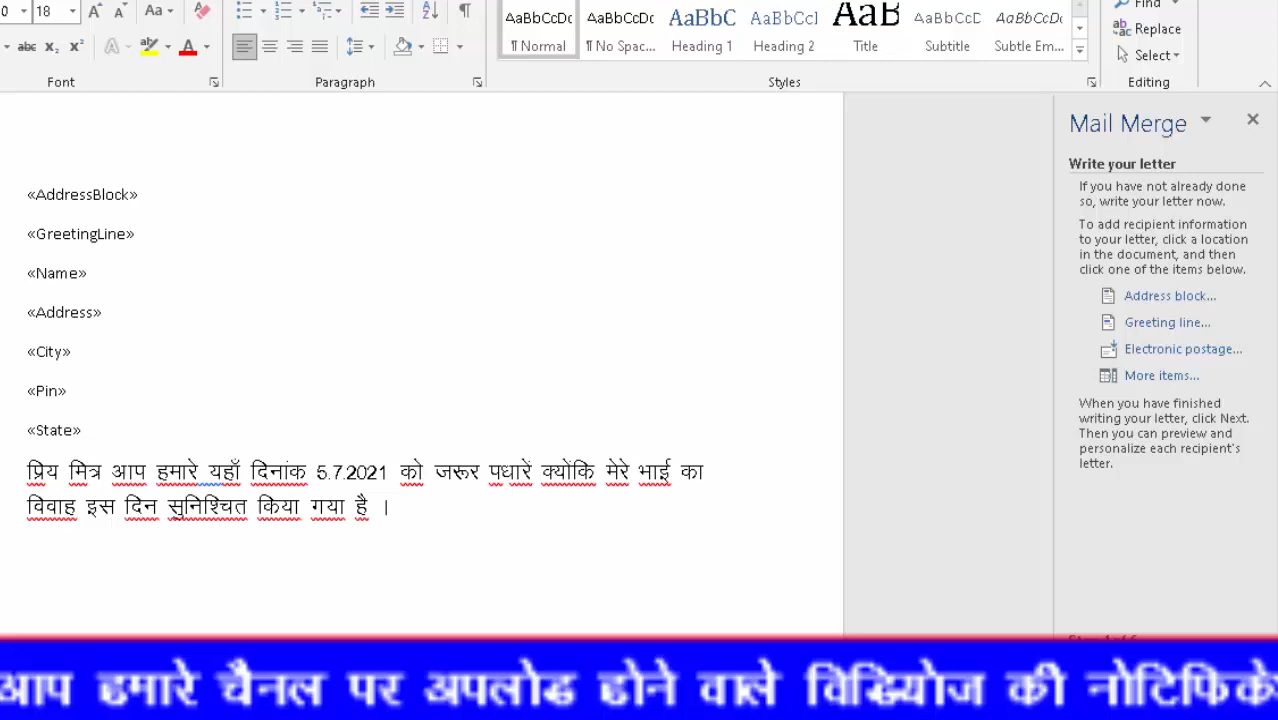 18 Aa
abc x₂ x² A A
AaBbCcDc AaBbCcDc AaBbC AaBbCcI AaB AaBbCcD AaBbCcDc
¶ Normal ¶ No Spac... Heading 1 Heading 2 Title Subtitle Subtle Em...
Find
Replace
Select
Font Paragraph Styles Editing
Mail Merge
Write your letter
If you have not already done
so, write your letter now.
To add recipient information
to your letter, click a location
in the document, and then
click one of the items below.
Address block...
Greeting line...
Electronic postage...
More items...
When you have finished
writing your letter, click Next.
Then you can preview and
personalize each recipient's
letter.
«AddressBlock»
«GreetingLine»
«Name»
«Address»
«City»
«Pin»
«State»
प्रिय मित्र आप हमारे यहाँ दिनांक 5.7.2021 को जरूर पधारें क्योंकि मेरे भाई का
विवाह इस दिन सुनिश्चित किया गया है ।
आप हमारे चैनल पर अपलोड होने वाले विडियोज की